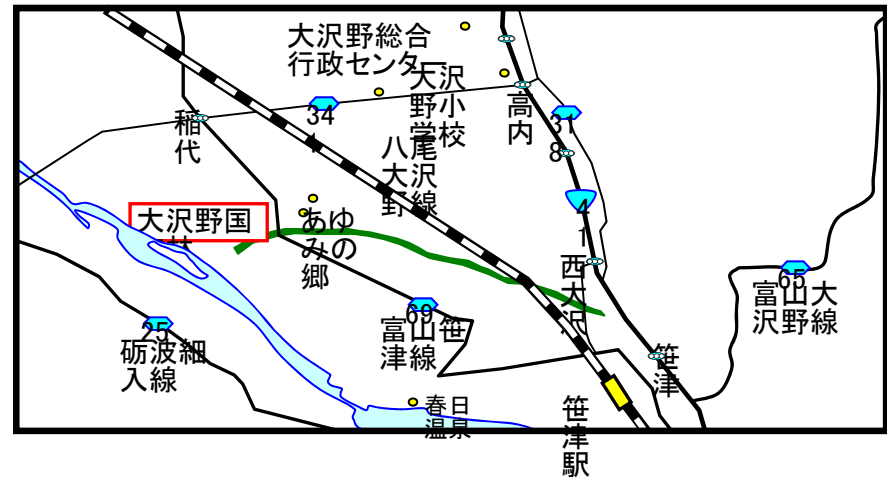 大沢野総合
行政センター
大沢
野小
学校
341
高内
318
稲代
八尾
大沢
野線
41
大沢野国
あゆ
みの
郷
西大沢
65
富山大
沢野線
69
富山笹
津線
25
砺波細
入線
笹津
春日
温泉
笹津駅